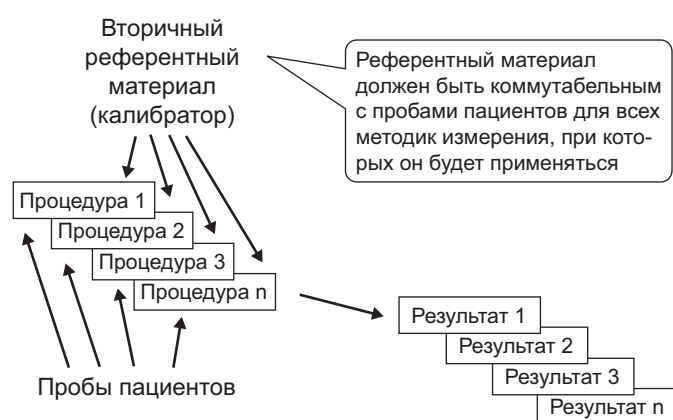 Вторичный
референтный
материал
(калибратор)
Референтный материал
должен быть коммутабельным
с пробами пациентов для всех
методик измерения, при кото-
рых он будет применяться
Процедура 1
Процедура 2
Процедура 3
Процедура n
Пробы пациентов
Результат 1
Результат 2
Результат 3
Результат n